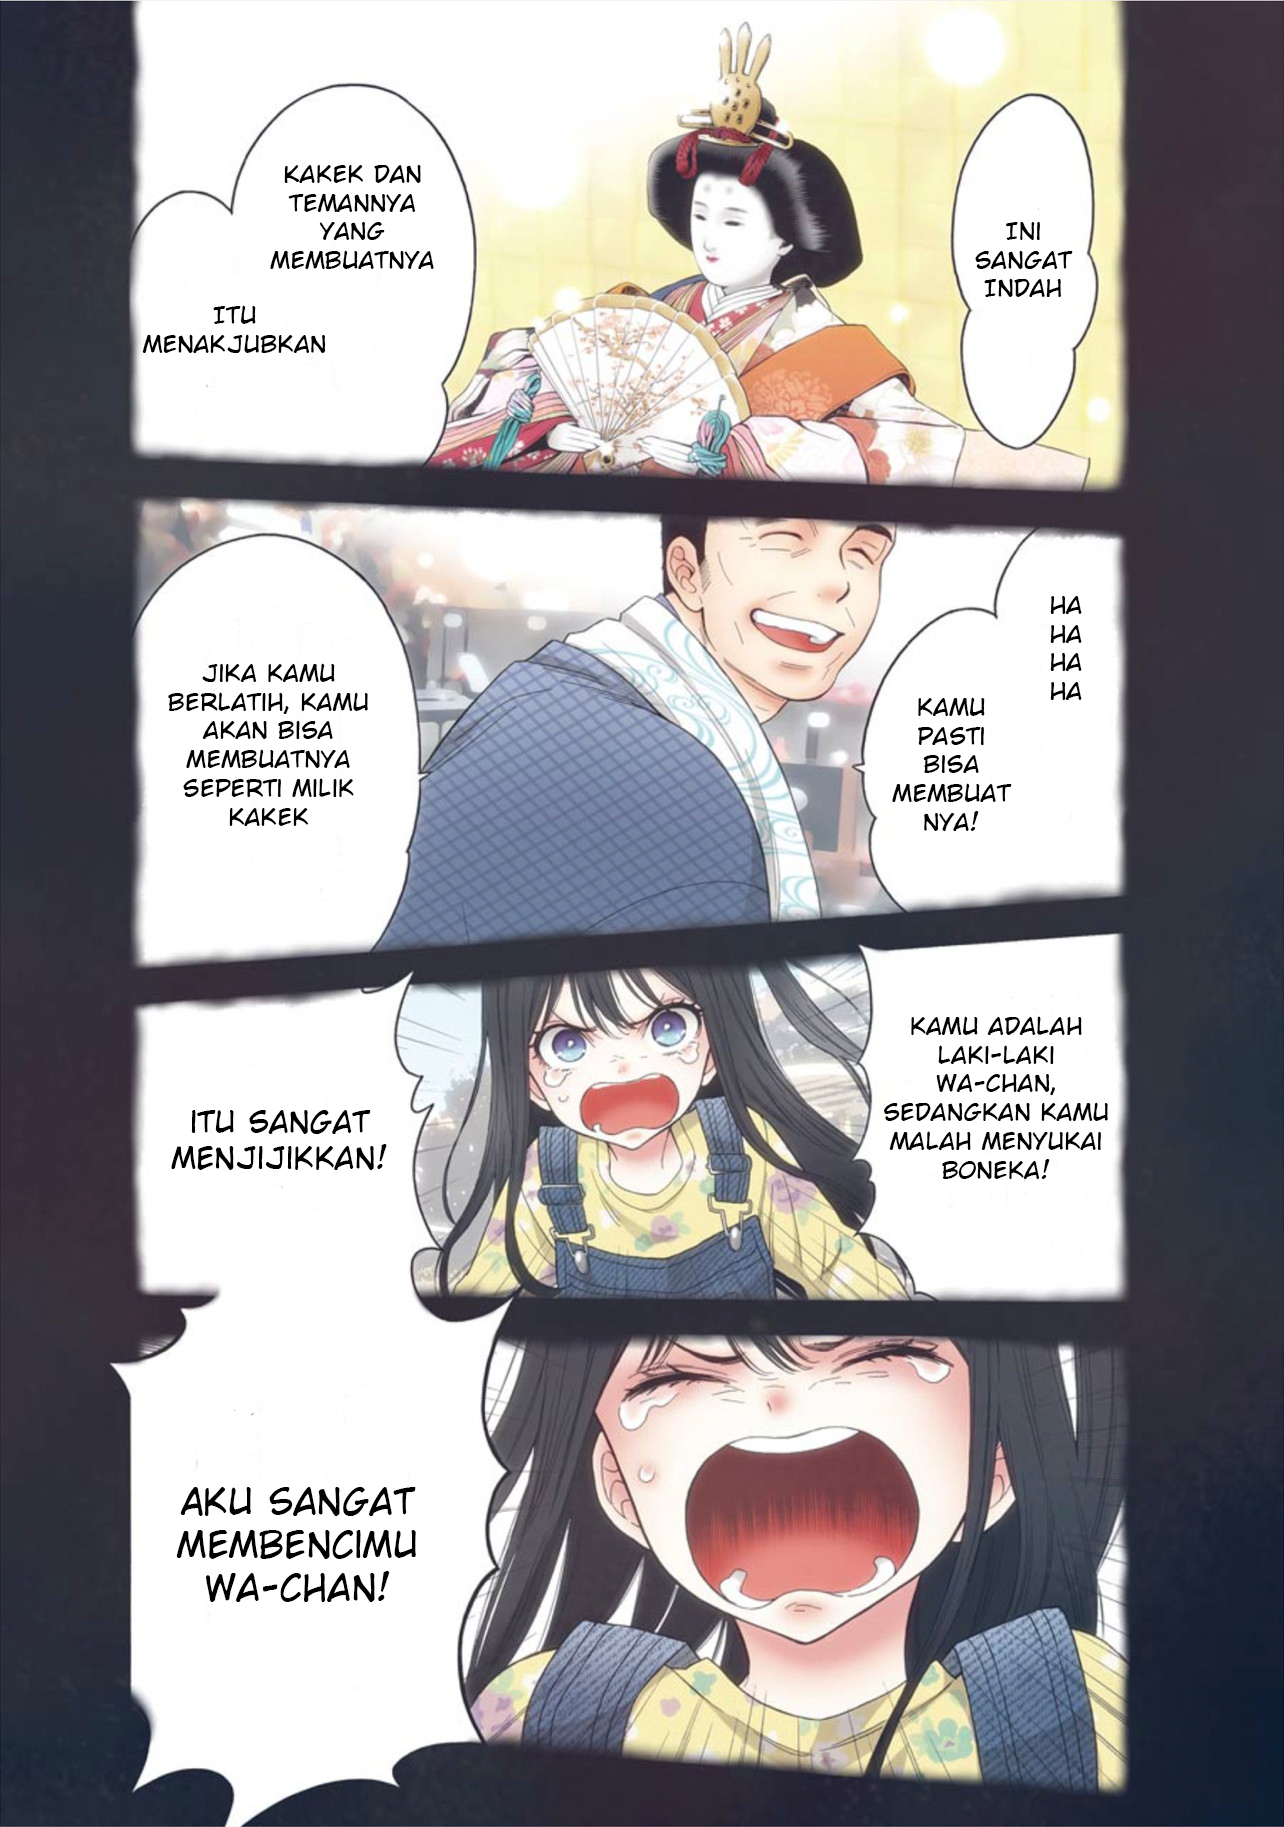 INI
SANGAT
INDAH
KAKEK DAN
TEMANNYA
YANG
MEMBUATNYA
ITU
MENAKJUBKAN
HA
HA
HA
HA
KAMU
PASTI
BISA
MEMBUAT
NYA!
JIKA KAMU
BERLATIH, KAMU
AKAN BISA
MEMBUATNYA
SEPERTI MILIK
KAKEK
KAMU ADALAH
LAKI-LAKI
WA-CHAN,
SEDANGKAN KAMU
MALAH MENYUKAI
BONEKA!
ITU SANGAT
MENJIJIKKAN!
AKU SANGAT
MEMBENCIMU
WA-CHAN!